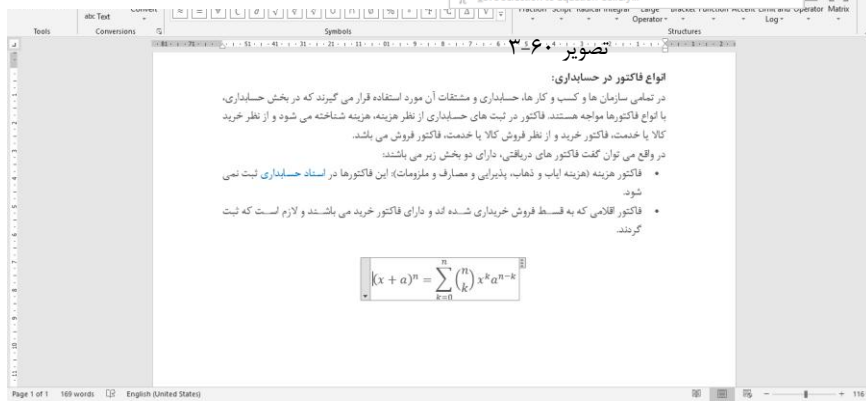 Convert
abc Text
Fraction Script Radical Integral Large Bracket Function Accent Limit and Operator Matrix
Operator Log
Tools Conversions Symbols Structures
تصویر ۶۰-۳
انواع فاکتور در حسابداری:
در تمامی سازمان ها و کسب و کار ها، حسابداری و مشتقات آن مورد استفاده قرار می گیرند که در بخش حسابداری،
با انواع فاکتورها مواجه هستند. فاکتور در ثبت های حسابداری از نظر هزینه، هزینه شناخته می شود و از نظر خرید
کالا یا خدمت، فاکتور خرید و از نظر فروش کالا یا خدمت، فاکتور فروش می باشد.
در واقع می توان گفت فاکتور های دریافتی، دارای دو بخش زیر می باشند:
• فاکتور هزینه (هزینه ایاب و ذهاب، پذیرایی و مصارف و ملزومات): این فاکتورها در اسناد حسابداری ثبت نمی
شود.
• فاکتور اقلامی که به قسط فروش خریداری شده اند و دارای فاکتور خرید می باشند و لازم است که ثبت
گردند.
(x + a)^n = ∑_{k=0}^{n} (n k) x^k a^{n−k}
Page 1 of 1 169 words English (United States) 116